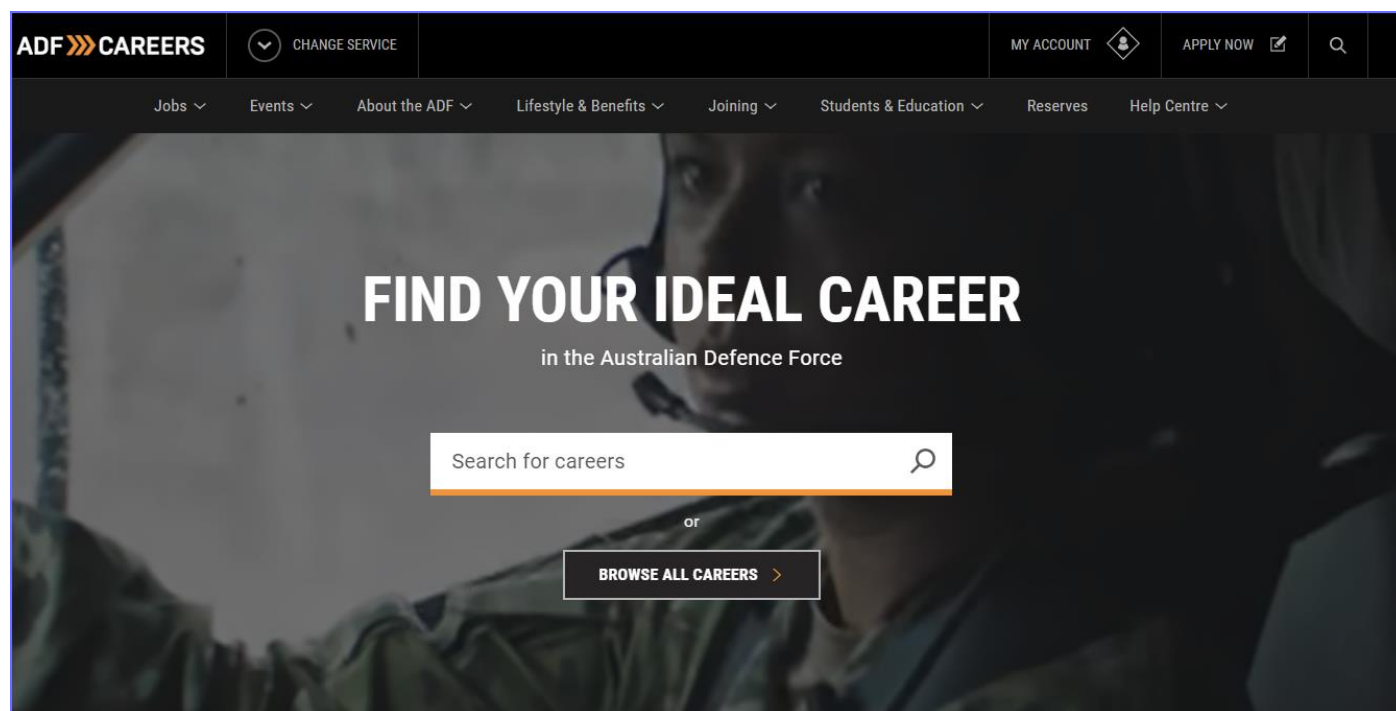 ADF CAREERS CHANGE SERVICE MY ACCOUNT APPLY NOW
Jobs Events About the ADF Lifestyle & Benefits Joining Students & Education Reserves Help Centre
FIND YOUR IDEAL CAREER
in the Australian Defence Force
Search for careers
or
BROWSE ALL CAREERS